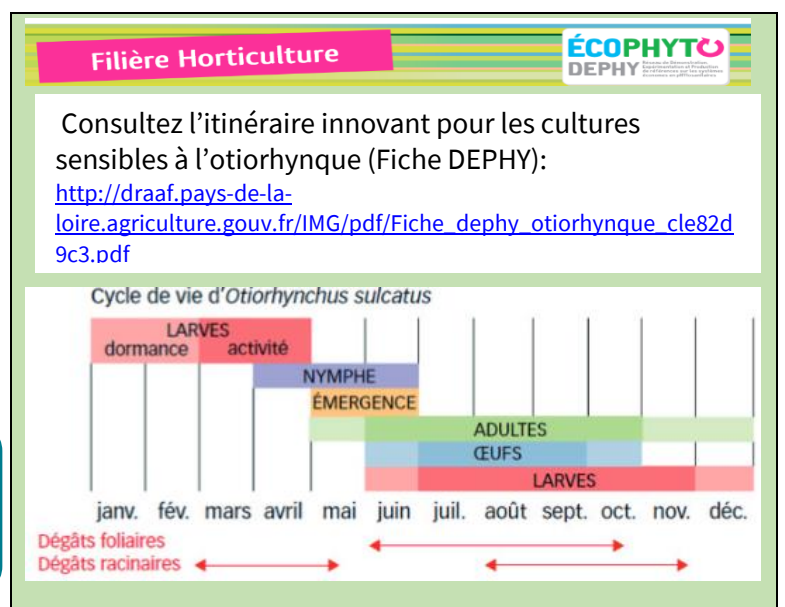 Filière Horticulture
ÉCOPHYTO
DEPHY
Consultez l’itinéraire innovant pour les cultures
sensibles à l’otiorhynque (Fiche DEPHY):
http://draaf.pays-de-la-
loire.agriculture.gouv.fr/IMG/pdf/Fiche_dephy_otiorhynque_cle82d
9c3.pdf
Cycle de vie d'Otiorhynchus sulcatus
LARVES
dormance activité
NYMPHE
ÉMERGENCE
ADULTES
ŒUFS
LARVES
janv. fév. mars avril mai juin juil. août sept. oct. nov. déc.
Dégâts foliaires
Dégâts racinaires